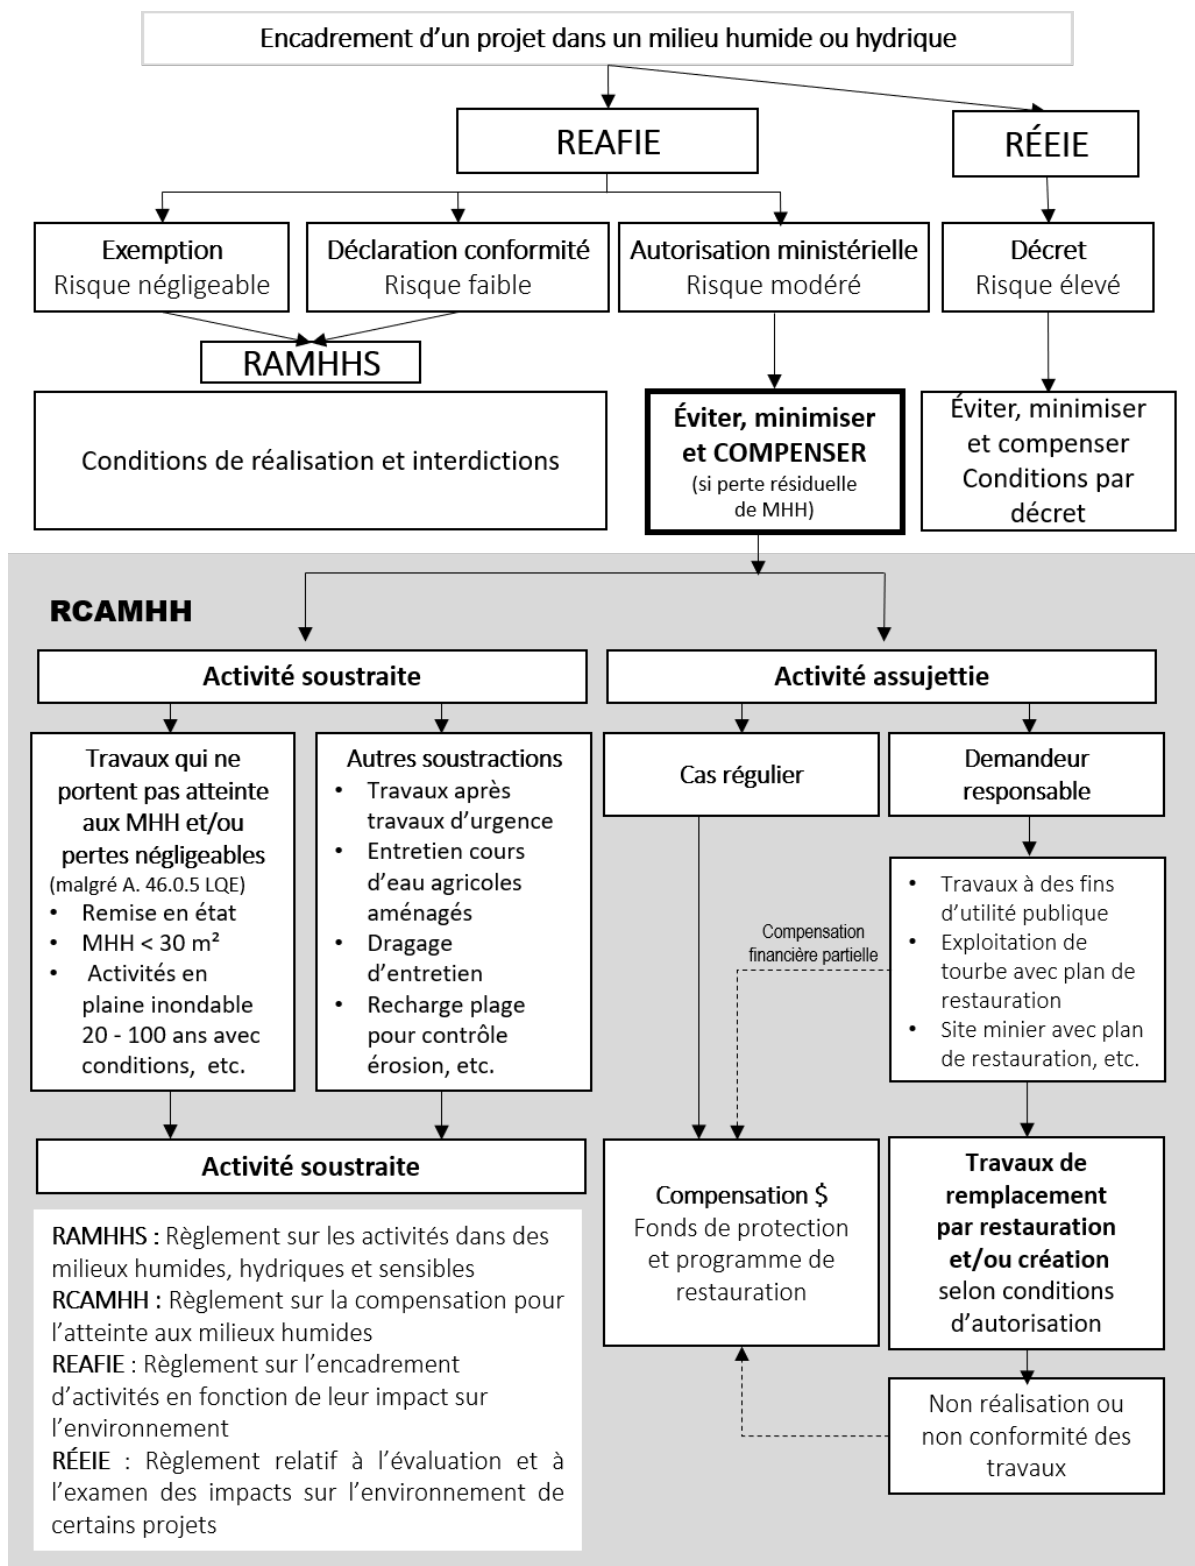 Encadrement d’un projet dans un milieu humide ou hydrique
REAFIE
RÉEIE
Exemption
Risque négligeable
Déclaration conformité
Risque faible
Autorisation ministérielle
Risque modéré
Décret
Risque élevé
RAMHHS
Conditions de réalisation et interdictions
Éviter, minimiser
et COMPENSER
(si perte résiduelle
de MHH)
Éviter, minimiser
et compenser
Conditions par
décret
RCAMHH
Activité soustraite
Activité assujettie
Travaux qui ne
portent pas atteinte
aux MHH et/ou
pertes négligeables
(malgré A. 46.0.5 LQE)
• Remise en état
• MHH < 30 m²
• Activités en
plaine inondable
20 - 100 ans avec
conditions, etc.
Autres soustractions
• Travaux après
travaux d’urgence
• Entretien cours
d’eau agricoles
aménagés
• Dragage
d’entretien
• Recharge plage
pour contrôle
érosion, etc.
Cas régulier
Demandeur
responsable
• Travaux à des fins
d’utilité publique
• Exploitation de
tourbe avec plan de
restauration
• Site minier avec plan
de restauration, etc.
Compensation
financière partielle
Activité soustraite
Compensation $
Fonds de protection
et programme de
restauration
Travaux de
remplacement
par restauration
et/ou création
selon conditions
d’autorisation
Non réalisation ou
non conformité des
travaux
RAMHHS : Règlement sur les activités dans des
milieux humides, hydriques et sensibles
RCAMHH : Règlement sur la compensation pour
l’atteinte aux milieux humides
REAFIE : Règlement sur l’encadrement
d’activités en fonction de leur impact sur
l’environnement
RÉEIE : Règlement relatif à l’évaluation et à
l’examen des impacts sur l’environnement de
certains projets